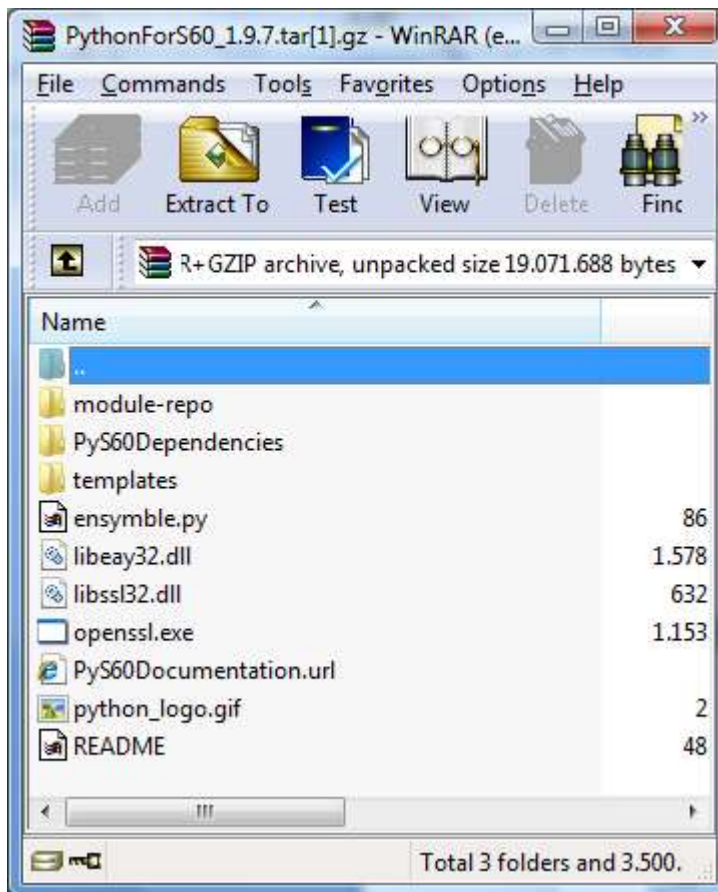 PythonForS60_1.9.7.tar[1].gz - WinRAR (e...
File Commands Tools Favorites Options Help
Add Extract To Test View Delete Finc
R+GZIP archive, unpacked size 19.071.688 bytes
Name
..
module-repo
PyS60Dependencies
templates
ensymble.py 86
libeay32.dll 1.578
libssl32.dll 632
openssl.exe 1.153
PyS60Documentation.url
python_logo.gif 2
README 48
Total 3 folders and 3.500.